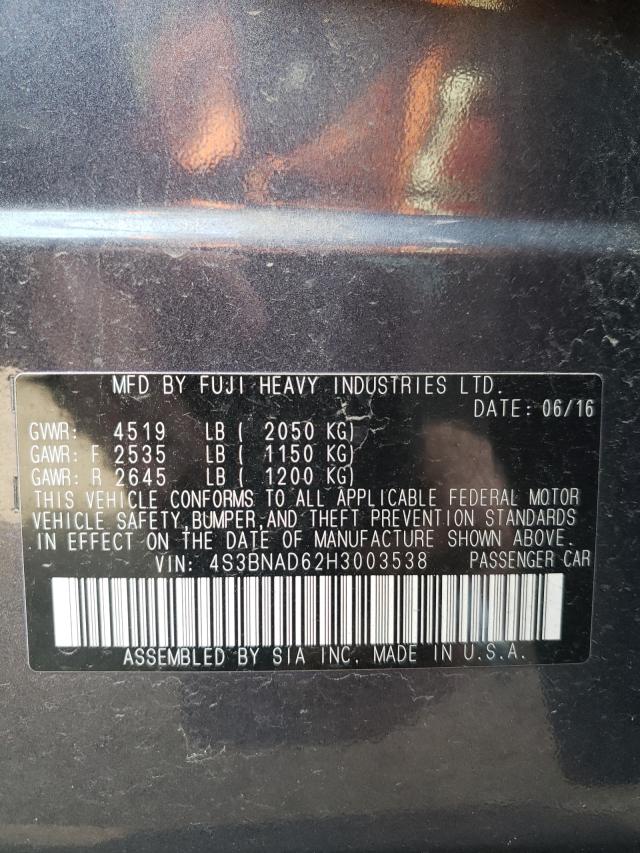 MFD BY FUJI HEAVY INDUSTRIES LTD.
DATE: 06/16
GVWR: 4519 LB ( 2050 KG)
GAWR: F 2535 LB ( 1150 KG)
GAWR: R 2645 LB ( 1200 KG)
THIS VEHICLE CONFORMS TO ALL APPLICABLE FEDERAL MOTOR
VEHICLE SAFETY,BUMPER,AND THEFT PREVENTION STANDARDS
IN EFFECT ON THE DATE OF MANUFACTURE SHOWN ABOVE.
VIN: 4S3BNAD62H3003538 PASSENGER CAR
ASSEMBLED BY SIA INC. MADE IN U.S.A.